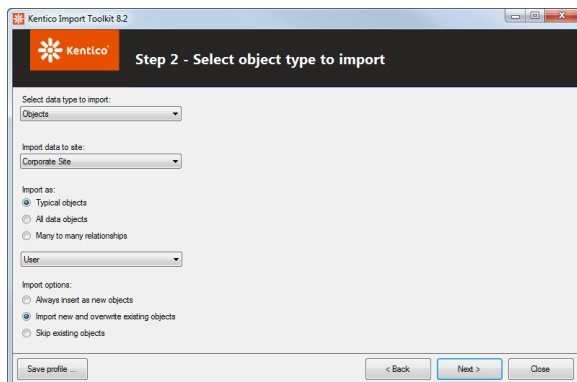 Kentico Import Toolkit 8.2
Kentico
Step 2 - Select object type to import
Select data type to import:
Objects
Import data to site:
Corporate Site
Import as:
Typical objects
All data objects
Many to many relationships
User
Import options:
Always insert as new objects
Import new and overwrite existing objects
Skip existing objects
Save profile ...
< Back
Next >
Close